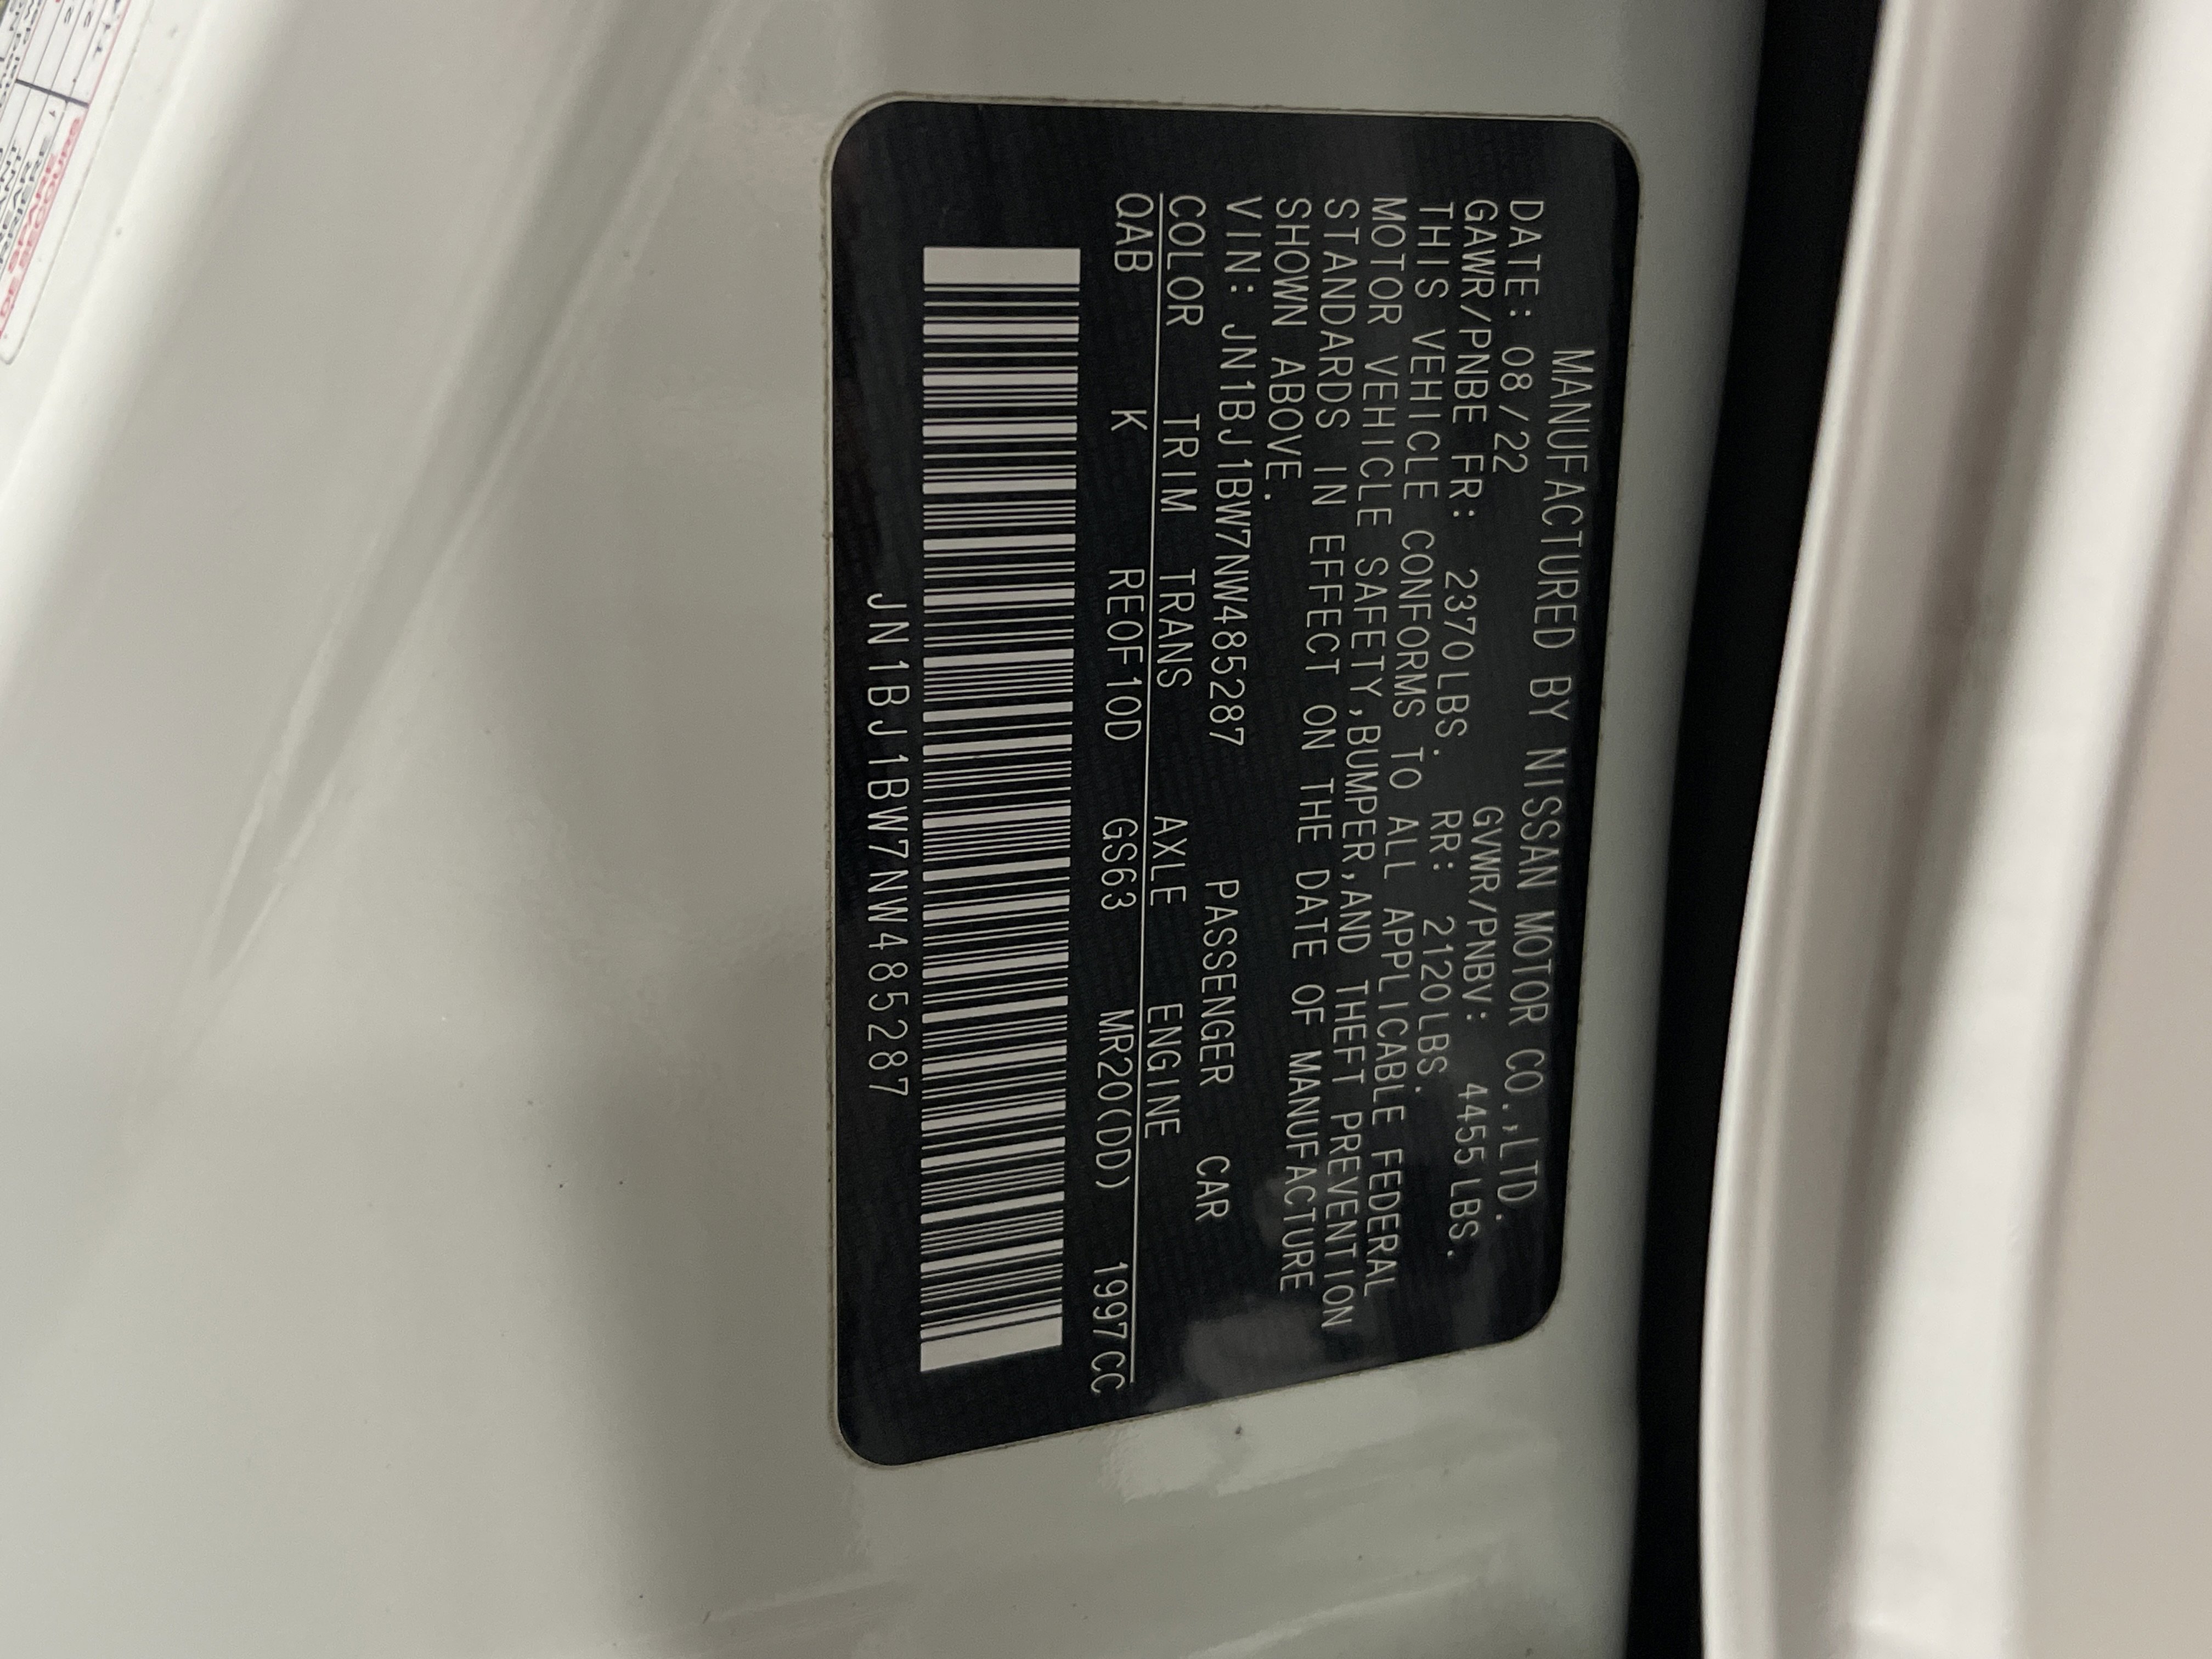 MANUFACTURED BY NISSAN MOTOR CO.,LTD.
DATE: 08/22 GVWR/PNBV: 4455LBS.
GAWR/PNBE FR: 2370LBS. RR: 2120LBS.
THIS VEHICLE CONFORMS TO ALL APPLICABLE FEDERAL
MOTOR VEHICLE SAFETY,BUMPER,AND THEFT PREVENTION
STANDARDS IN EFFECT ON THE DATE OF MANUFACTURE
SHOWN ABOVE.
VIN: JN1BJ1BW7NW485287 PASSENGER CAR
COLOR TRIM TRANS AXLE ENGINE
QAB K RE0F10D GS63 MR20(DD) 1997CC
JN1BJ1BW7NW485287